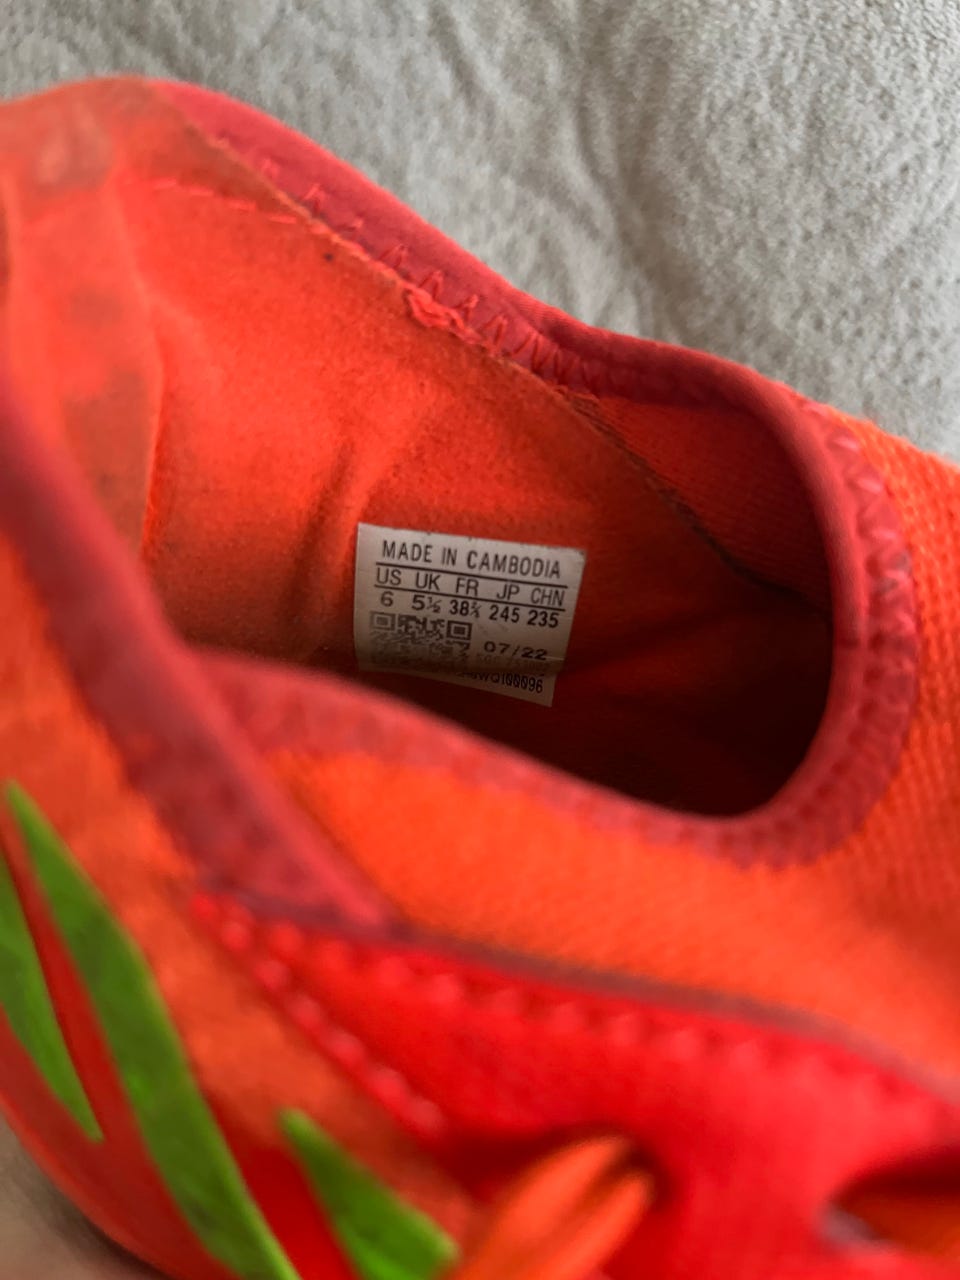 MADE IN CAMBODIA
US UK FR JP CHN
6 5½ 38⅔ 245 235
07/22